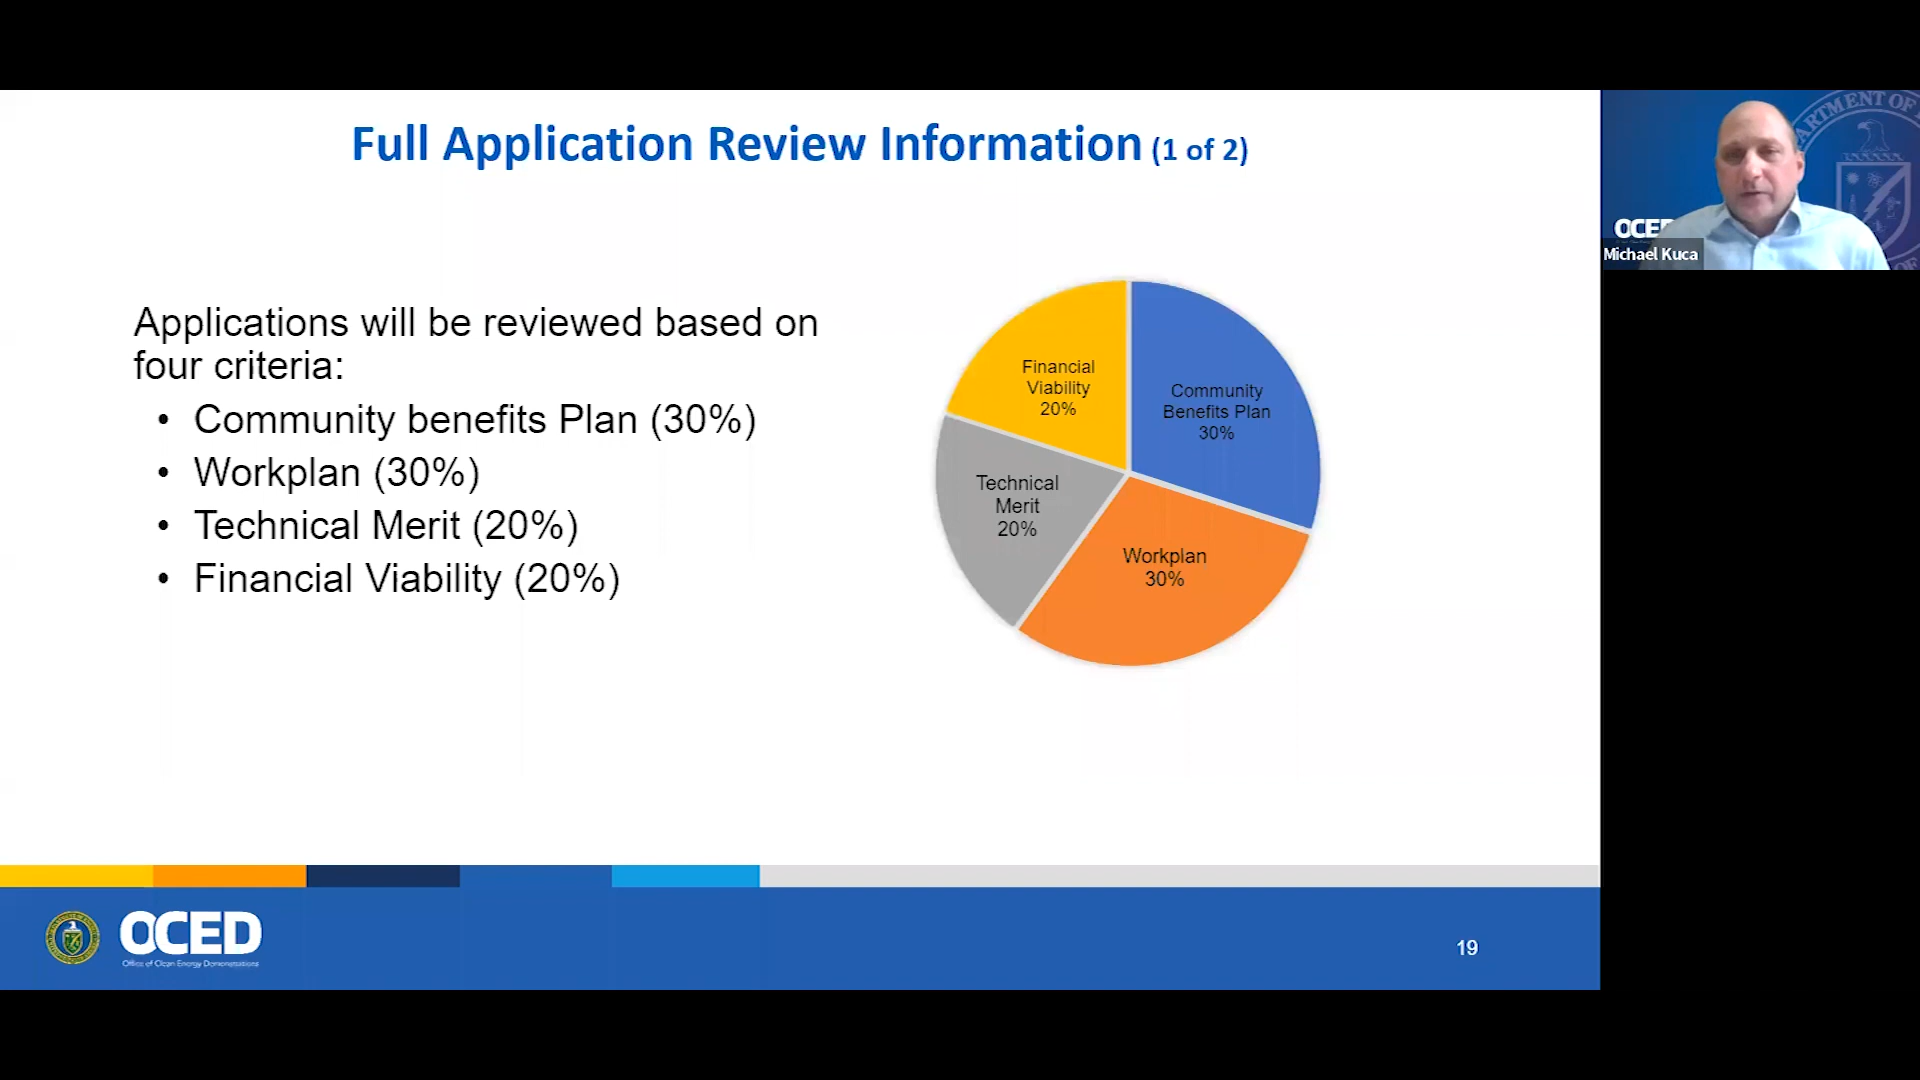 Full Application Review Information (1 of 2)
Applications will be reviewed based on
four criteria:
• Community benefits Plan (30%)
• Workplan (30%)
• Technical Merit (20%)
• Financial Viability (20%)
Financial
Viability
20%
Community
Benefits Plan
30%
Technical
Merit
20%
Workplan
30%
OCED
Office of Clean Energy Demonstrations
19
OCE
Michael Kuca